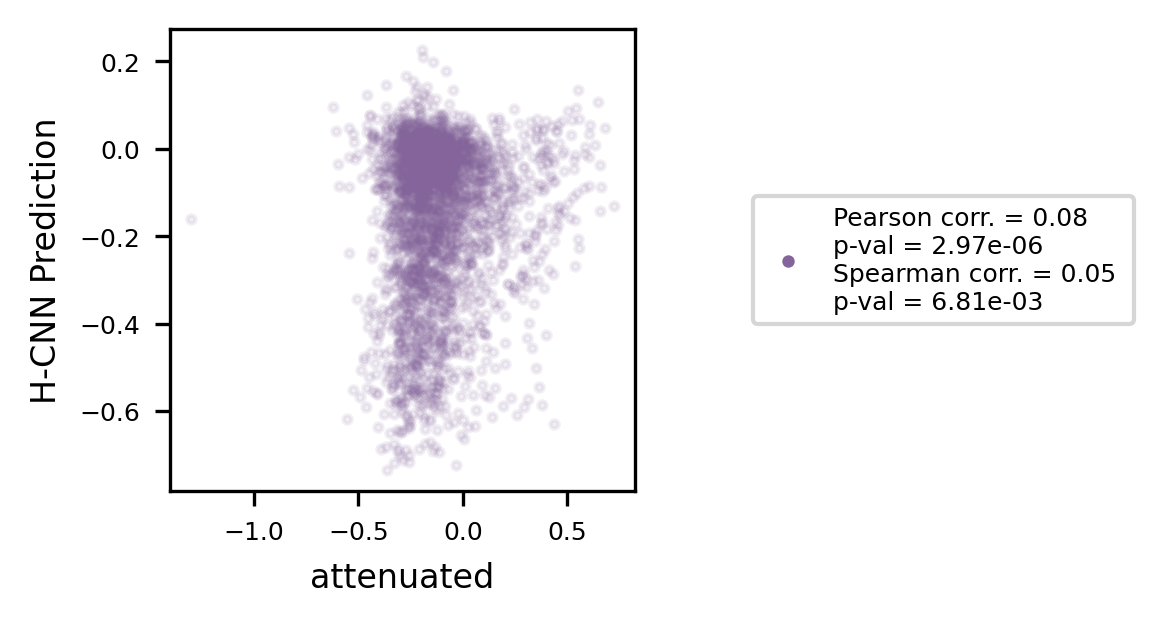 H-CNN Prediction
0.2
0.0
−0.2
−0.4
−0.6
−1.0
−0.5
0.0
0.5
attenuated
Pearson corr. = 0.08
p-val = 2.97e-06
Spearman corr. = 0.05
p-val = 6.81e-03